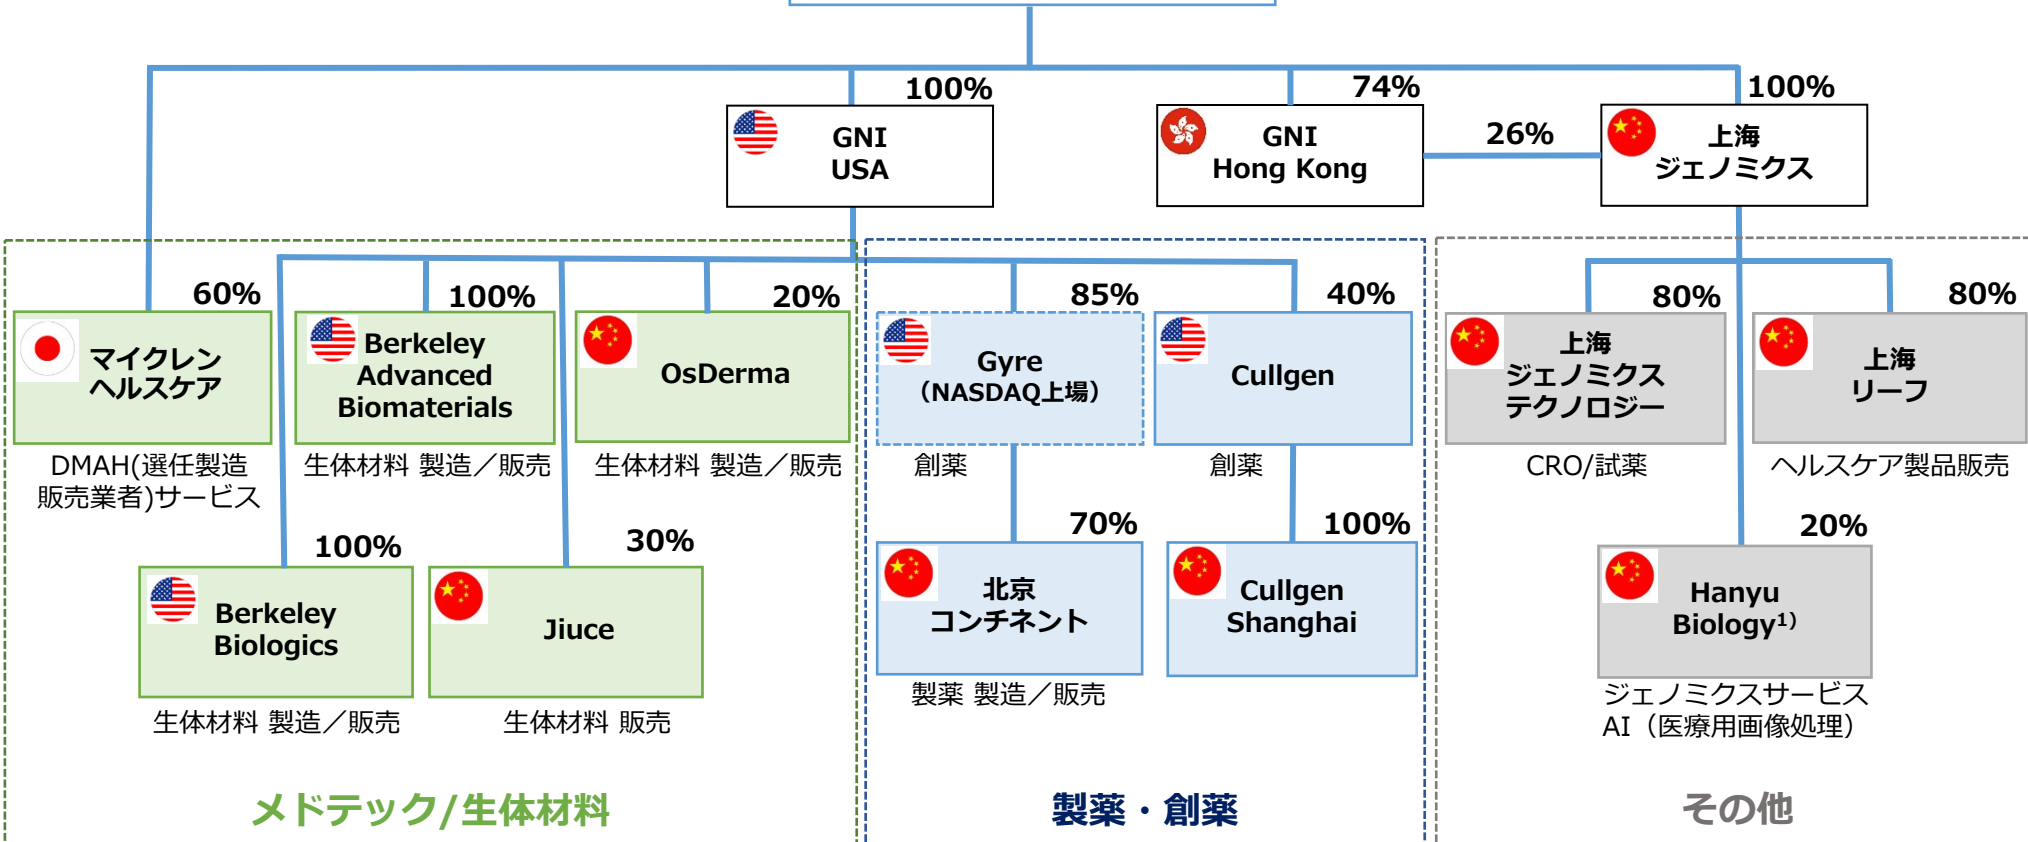 100%
74%
100%
GNI
USA
GNI
Hong Kong
26%
上海
ジェノミクス
60%
100%
20%
85%
40%
80%
80%
マイクレン
ヘルスケア
Berkeley
Advanced
Biomaterials
OsDerma
Gyre
（NASDAQ上場）
Cullgen
上海
ジェノミクス
テクノロジー
上海
リーフ
DMAH(選任製造
販売業者)サービス
生体材料 製造／販売
生体材料 製造／販売
創薬
創薬
CRO/試薬
ヘルスケア製品販売
100%
30%
70%
100%
20%
Berkeley
Biologics
Jiuce
北京
コンチネント
Cullgen
Shanghai
Hanyu
Biology¹⁾
生体材料 製造／販売
生体材料 販売
製薬 製造／販売
ジェノミクスサービス
AI（医療用画像処理）
メドテック/生体材料
製薬・創薬
その他